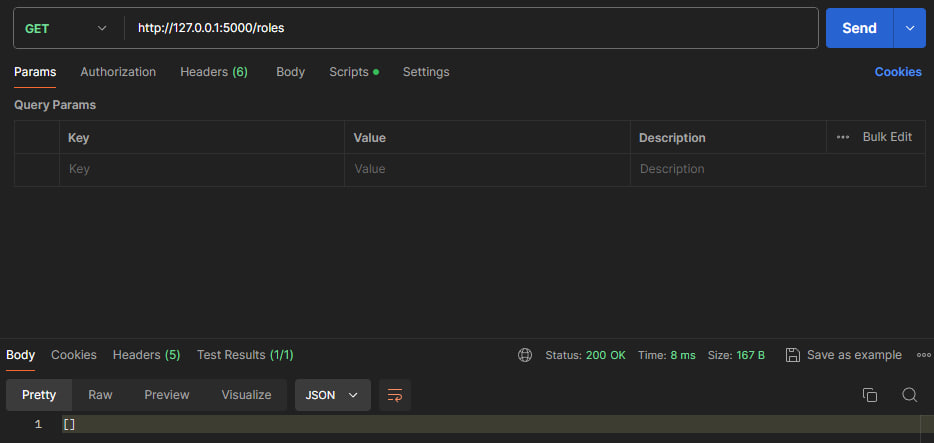 GET http://127.0.0.1:5000/roles Send
Params Authorization Headers (6) Body Scripts Settings Cookies
Query Params
Key Value Description ••• Bulk Edit
Key Value Description
Body Cookies Headers (5) Test Results (1/1) Status: 200 OK Time: 8 ms Size: 167 B Save as example
Pretty Raw Preview Visualize JSON
1 []